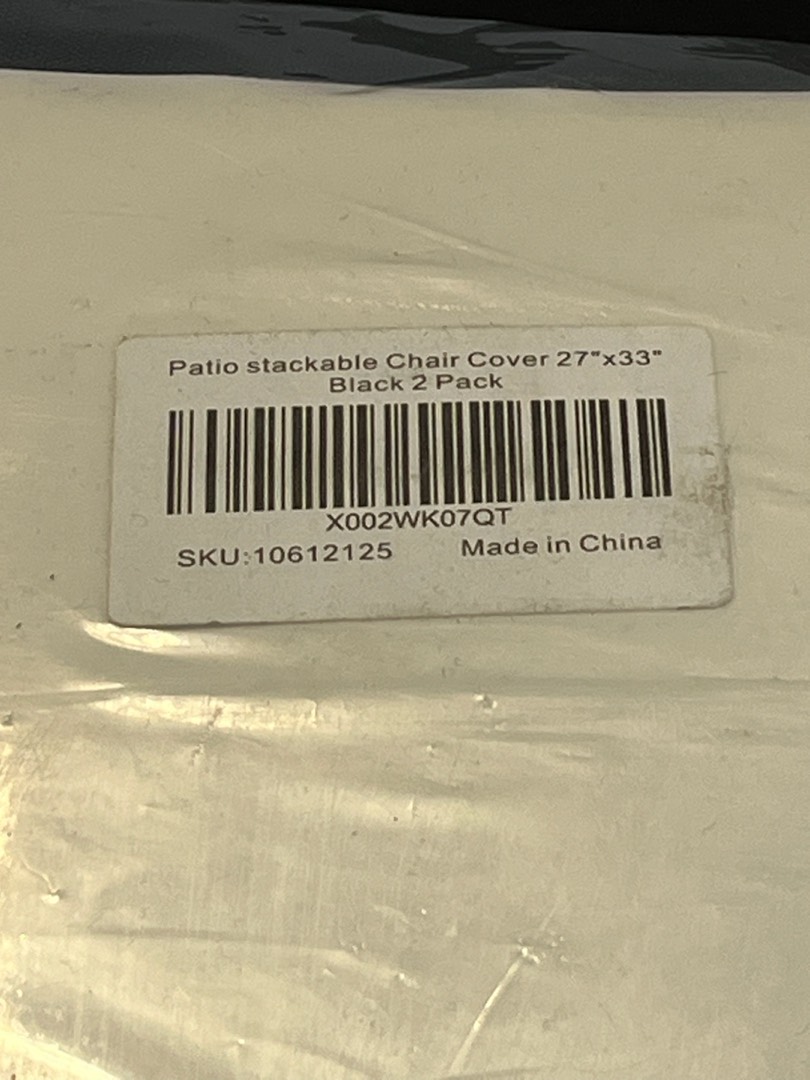 Patio stackable Chair Cover 27"x33"
Black 2 Pack
X002WK07QT
SKU:10612125 Made in China